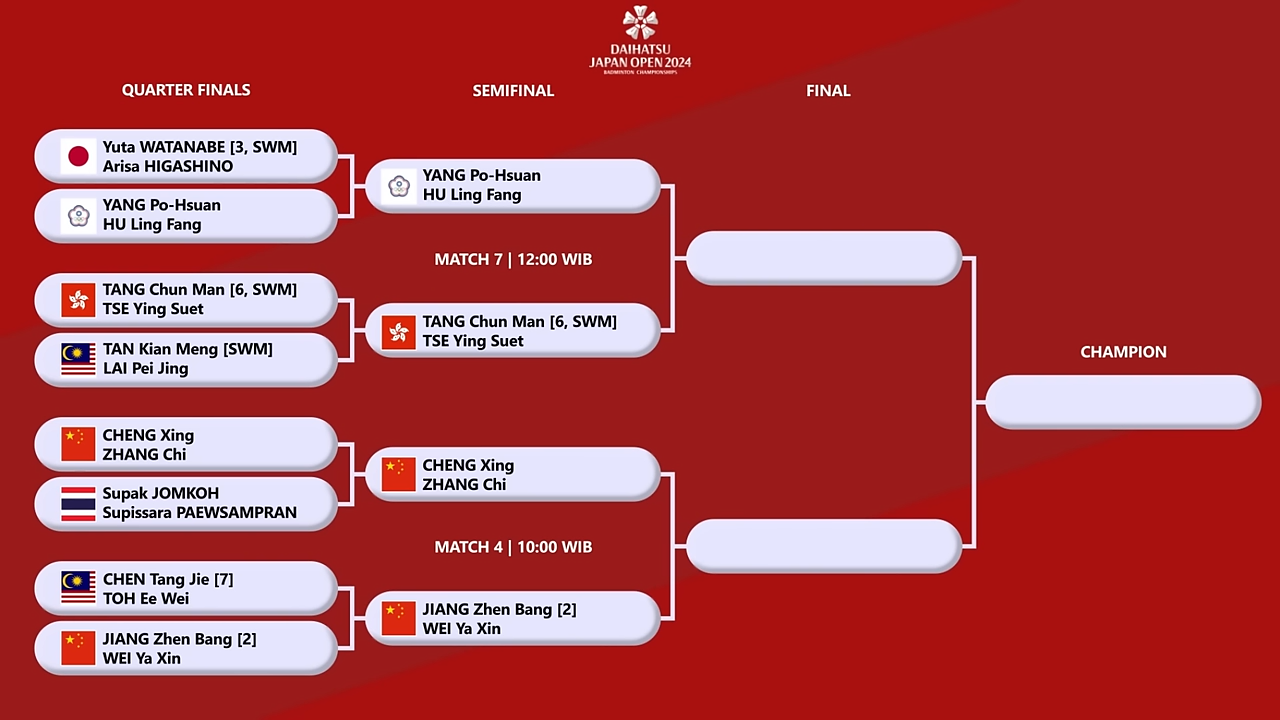 DAIHATSU
JAPAN OPEN 2024
BADMINTON CHAMPIONSHIPS
QUARTER FINALS
SEMIFINAL
FINAL
Yuta WATANABE [3, SWM]
Arisa HIGASHINO
YANG Po-Hsuan
HU Ling Fang
TANG Chun Man [6, SWM]
TSE Ying Suet
TAN Kian Meng [SWM]
LAI Pei Jing
CHENG Xing
ZHANG Chi
Supak JOMKOH
Supissara PAEWSAMPRAN
CHEN Tang Jie [7]
TOH Ee Wei
JIANG Zhen Bang [2]
WEI Ya Xin
YANG Po-Hsuan
HU Ling Fang
MATCH 7 | 12:00 WIB
TANG Chun Man [6, SWM]
TSE Ying Suet
CHENG Xing
ZHANG Chi
MATCH 4 | 10:00 WIB
JIANG Zhen Bang [2]
WEI Ya Xin
CHAMPION